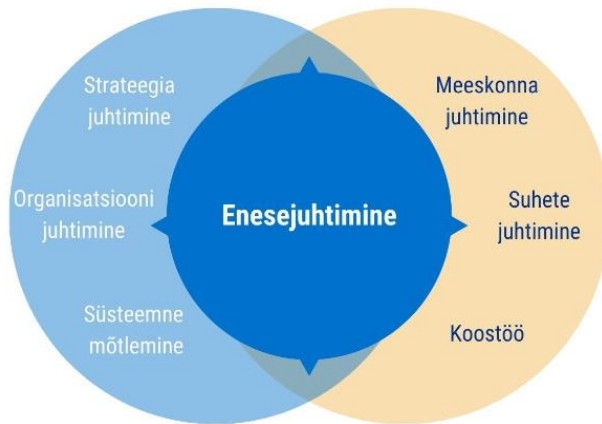 Strateegia
juhtimine
Organisatsiooni
juhtimine
Süsteemne
mõtlemine
Enesejuhtimine
Meeskonna
juhtimine
Suhete
juhtimine
Koostöö